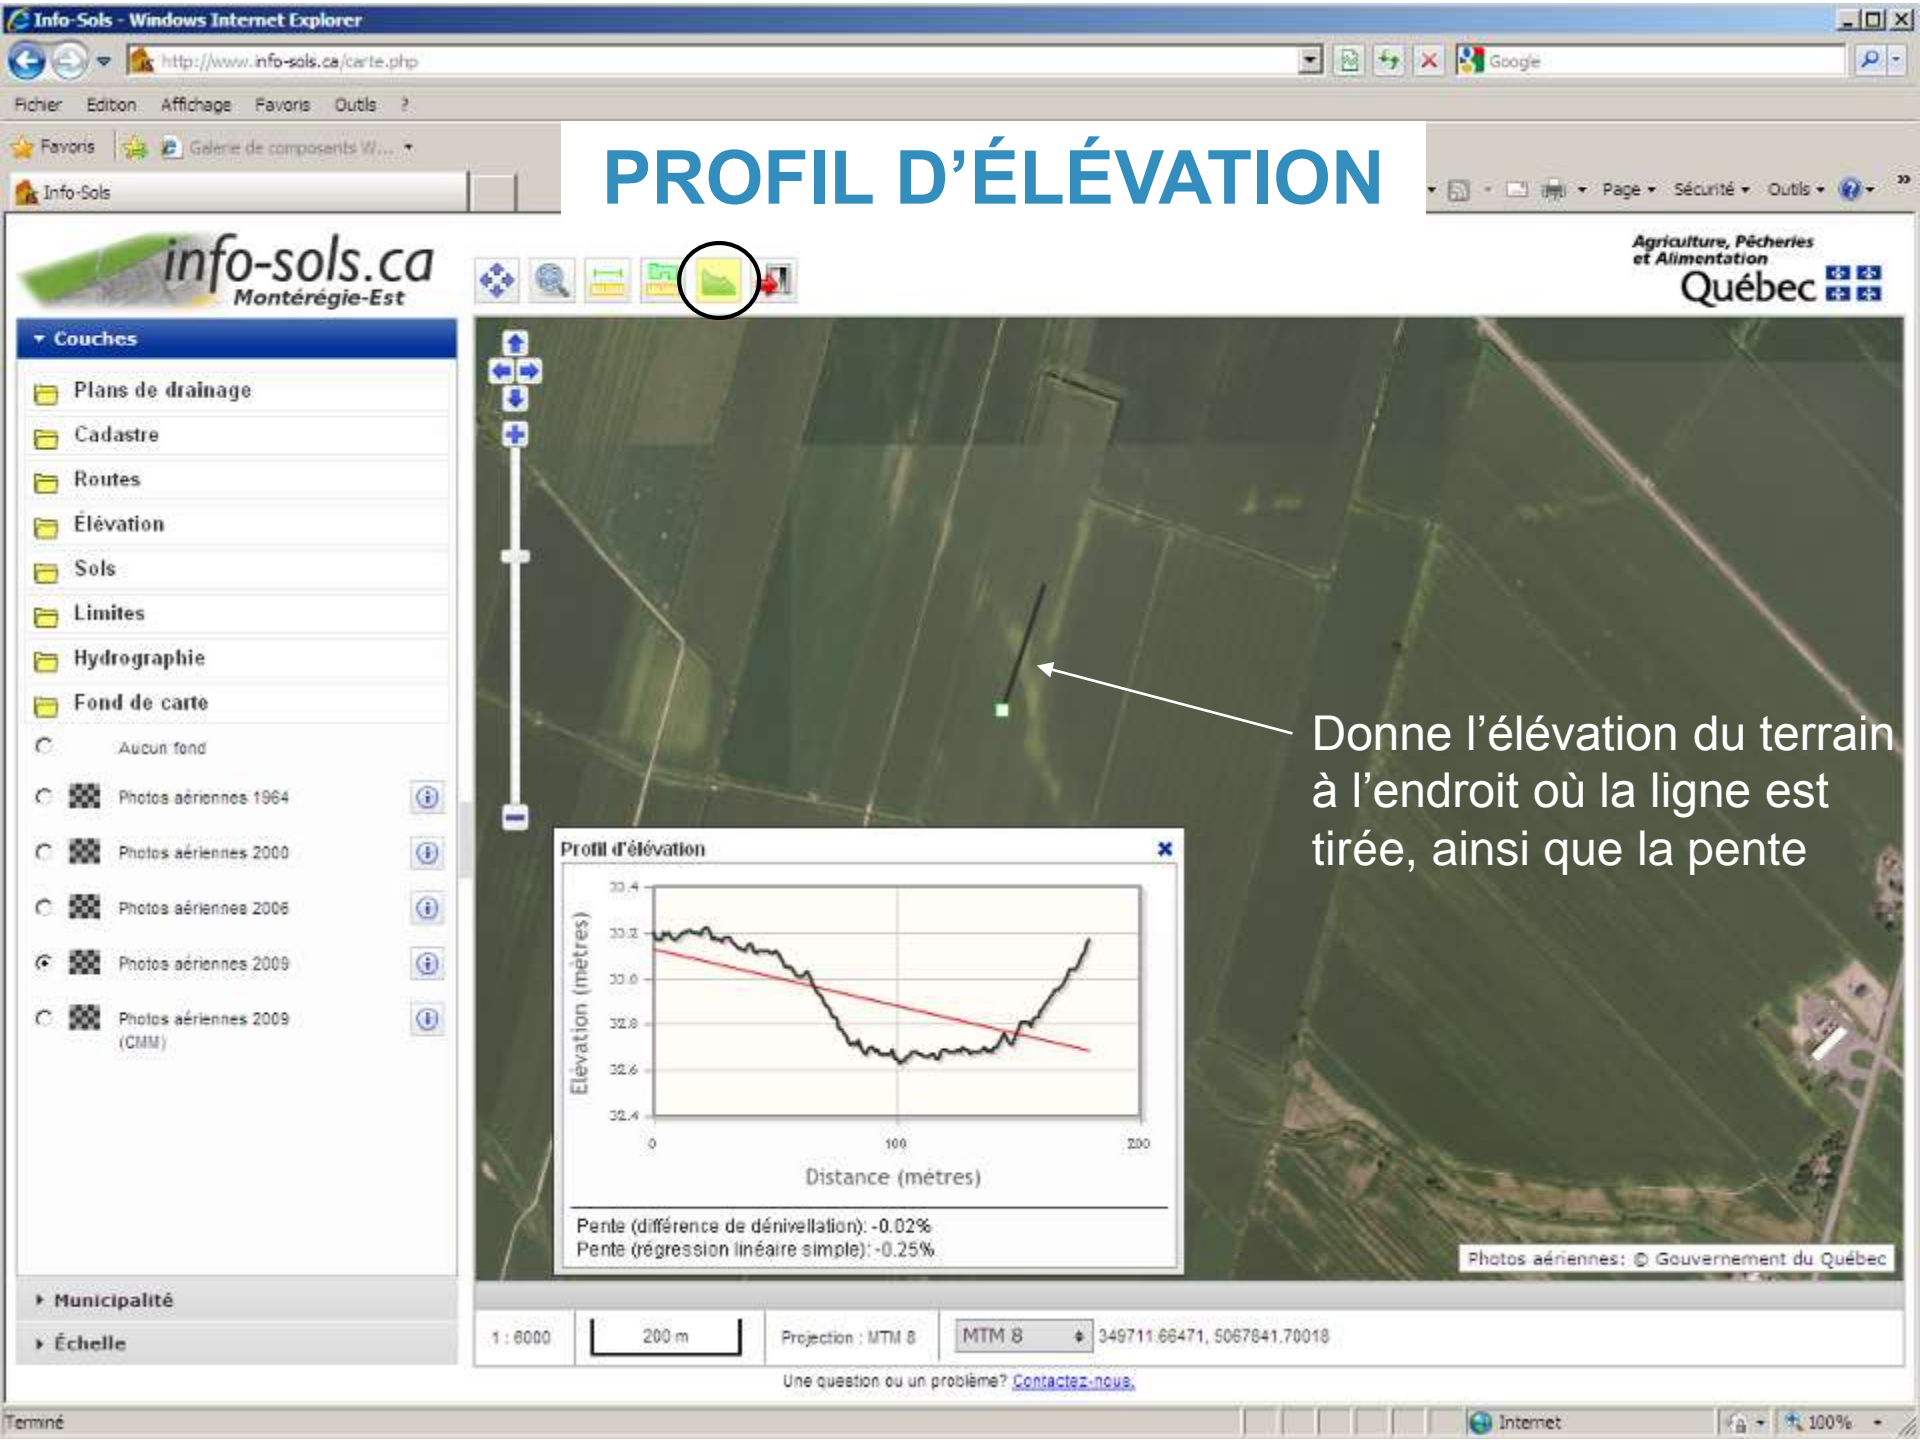 Info-Sols - Windows Internet Explorer
http://www.info-sols.ca/carte.php
Google
Fichier Edition Affichage Favoris Outils ?
Favoris Galerie de composants W...
PROFIL D’ÉLÉVATION
Info-Sols
Page Sécurité Outils
info-sols.ca
Montérégie-Est
Agriculture, Pêcheries
et Alimentation
Québec
Couches
Plans de drainage
Cadastre
Routes
Élévation
Sols
Limites
Hydrographie
Fond de carte
Aucun fond
Photos aériennes 1964
Photos aériennes 2000
Photos aériennes 2006
Photos aériennes 2009
Photos aériennes 2009
(CMM)
Municipalité
Échelle
Donne l’élévation du terrain
à l’endroit où la ligne est
tirée, ainsi que la pente
Profil d'élévation
Elévation (mètres)
33.4
33.2
33.0
32.8
32.6
32.4
0 100 200
Distance (mètres)
Pente (différence de dénivellation): -0.02%
Pente (régression linéaire simple): -0.25%
Photos aériennes: © Gouvernement du Québec
1 : 6000
200 m
Projection : MTM 8
MTM 8
349711.66471, 5067841.70018
Une question ou un problème? Contactez-nous.
Terminé
Internet
100%